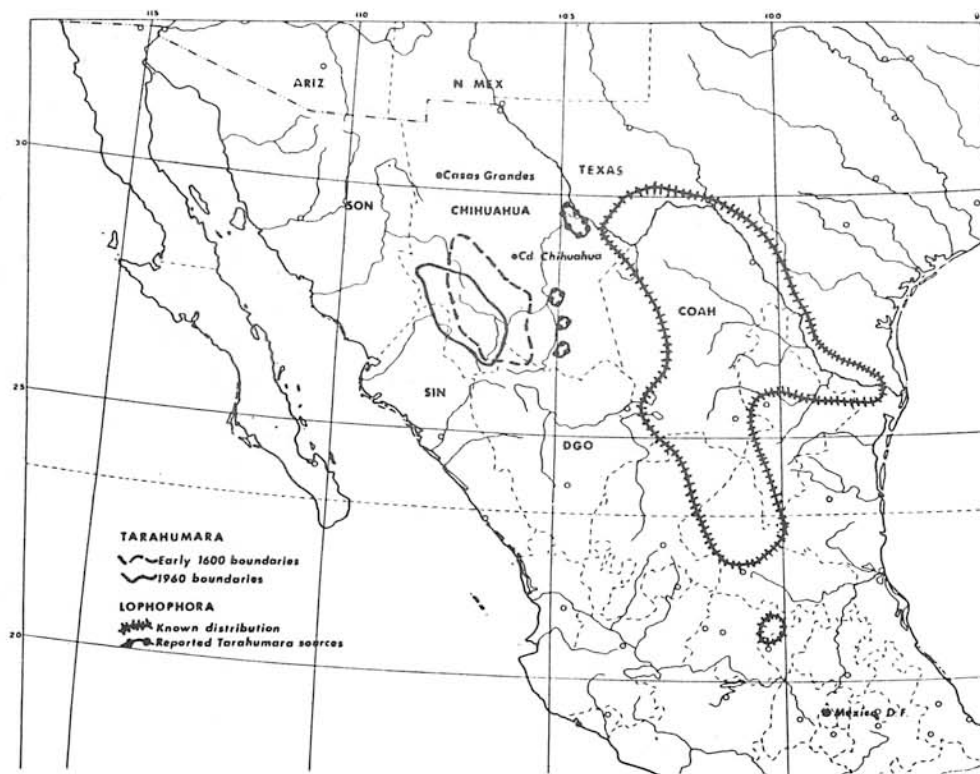 115
110
105
100
ARIZ
N MEX
30
TEXAS
Casas Grandes
SON
CHIHUAHUA
Cd. Chihuahua
COAH
25
SIN
DGO
TARAHUMARA
Early 1600 boundaries
1960 boundaries
LOPHOPHORA
Known distribution
20
Reported Tarahumara sources
Mexico D.F.